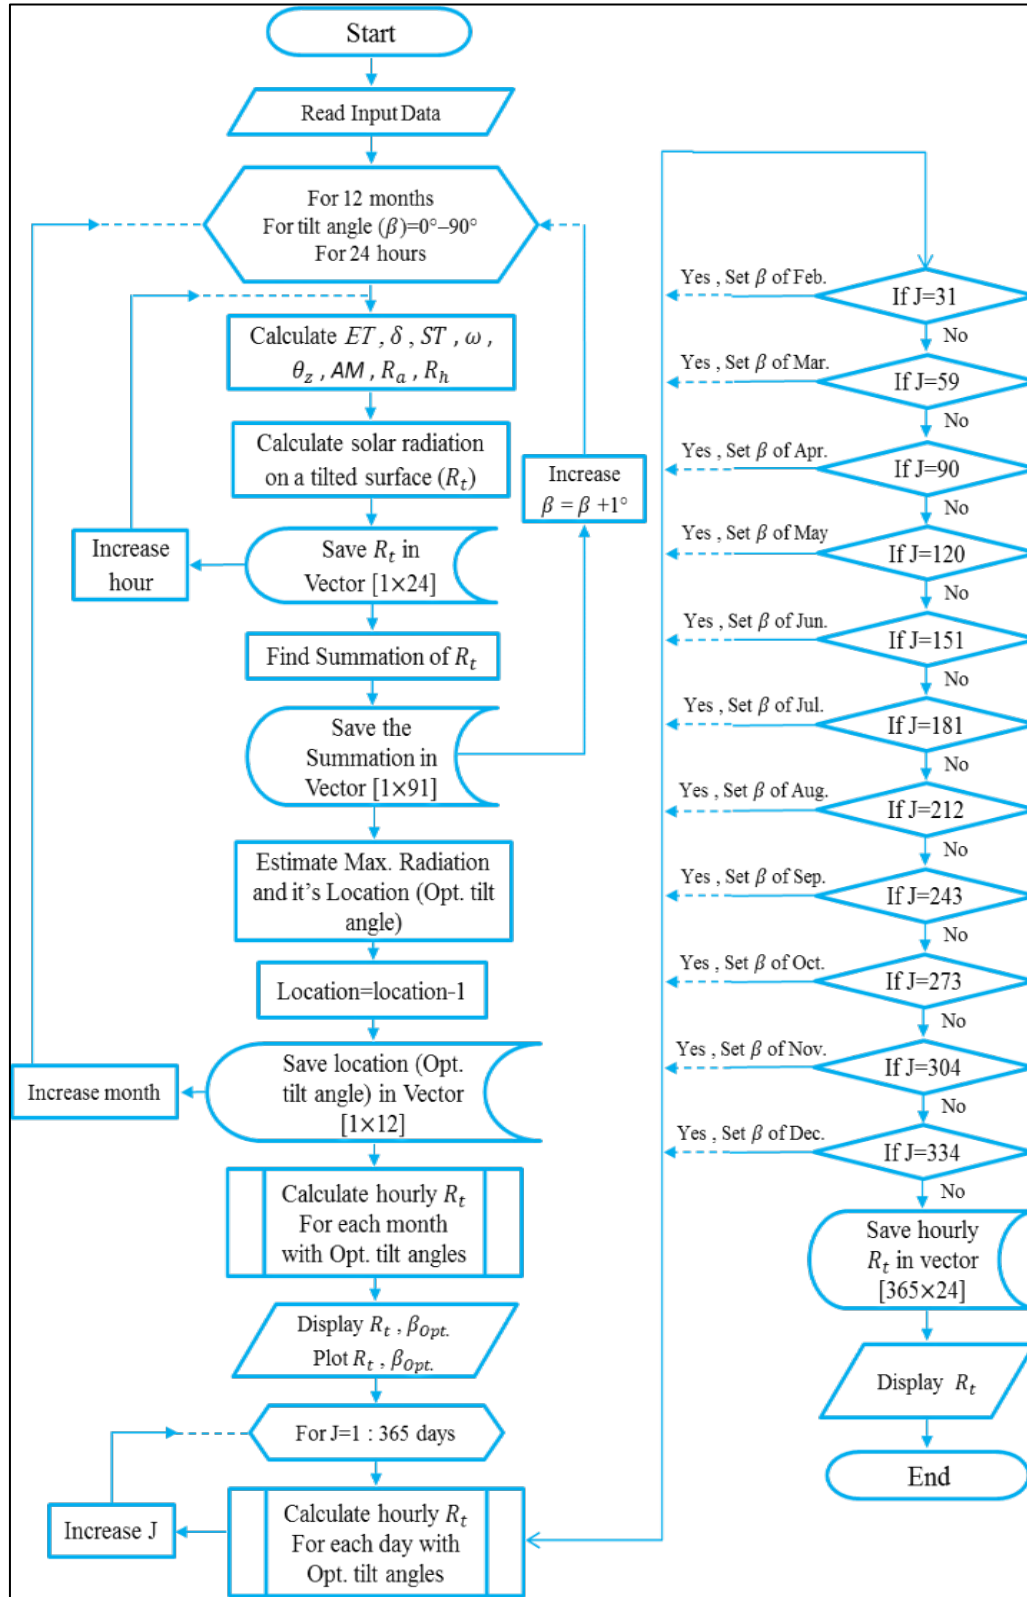 Start
Read Input Data
For 12 months
For tilt angle (β)=0°–90°
For 24 hours
Calculate ET , δ , ST , ω ,
θz , AM , Ra , Rh
Calculate solar radiation
on a tilted surface (Rt)
Increase
β = β +1°
Save Rt in
Vector [1×24]
Increase
hour
Find Summation of Rt
Save the
Summation in
Vector [1×91]
Estimate Max. Radiation
and it's Location (Opt. tilt
angle)
Location=location-1
Save location (Opt.
tilt angle) in Vector
[1×12]
Increase month
Calculate hourly Rt
For each month
with Opt. tilt angles
Display Rt , βOpt.
Plot Rt , βOpt.
For J=1 : 365 days
Calculate hourly Rt
For each day with
Opt. tilt angles
Increase J
If J=31
Yes , Set β of Feb.
No
If J=59
Yes , Set β of Mar.
No
If J=90
Yes , Set β of Apr.
No
If J=120
Yes , Set β of May
No
If J=151
Yes , Set β of Jun.
No
If J=181
Yes , Set β of Jul.
No
If J=212
Yes , Set β of Aug.
No
If J=243
Yes , Set β of Sep.
No
If J=273
Yes , Set β of Oct.
No
If J=304
Yes , Set β of Nov.
No
If J=334
Yes , Set β of Dec.
No
Save hourly
Rt in vector
[365×24]
Display Rt
End